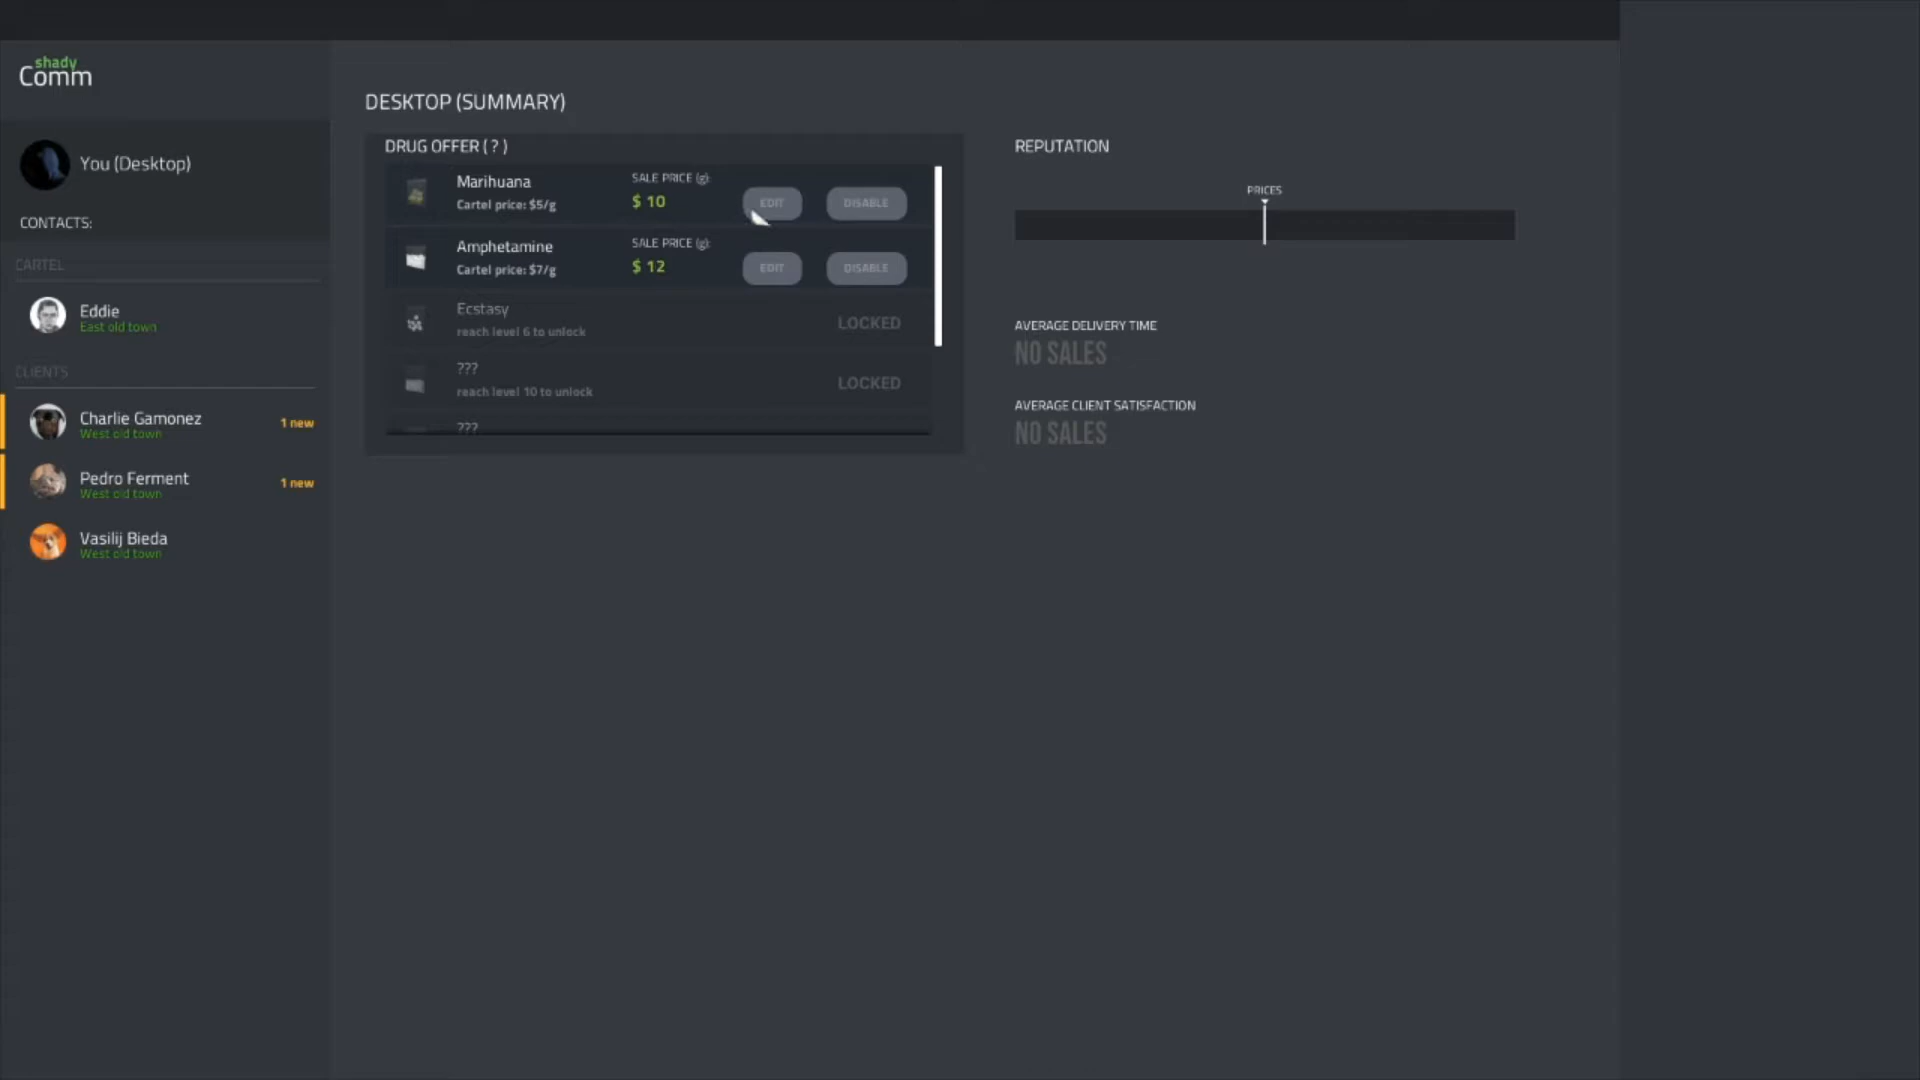 shady
Comm
You (Desktop)
CONTACTS:
CARTEL
Eddie
East old town
CLIENTS
Charlie Gamonez
West old town
1 new
Pedro Ferment
West old town
1 new
Vasilij Bieda
West old town
DESKTOP (SUMMARY)
DRUG OFFER ( ? )
Marihuana
Cartel price: $5/g
SALE PRICE (g):
$ 10
EDIT
DISABLE
Amphetamine
Cartel price: $7/g
SALE PRICE (g):
$ 12
EDIT
DISABLE
Ecstasy
reach level 6 to unlock
LOCKED
???
reach level 10 to unlock
LOCKED
???
REPUTATION
PRICES
AVERAGE DELIVERY TIME
NO SALES
AVERAGE CLIENT SATISFACTION
NO SALES